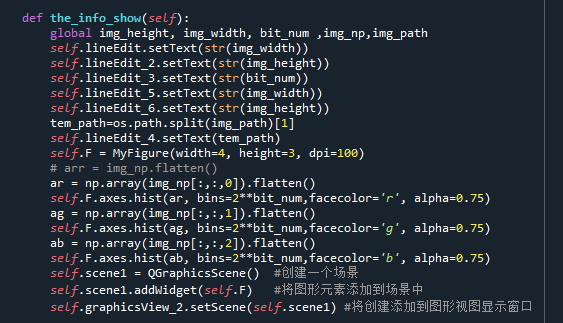 def the_info_show(self):
global img_height, img_width, bit_num ,img_np,img_path
self.lineEdit.setText(str(img_width))
self.lineEdit_2.setText(str(img_height))
self.lineEdit_3.setText(str(bit_num))
self.lineEdit_5.setText(str(img_width))
self.lineEdit_6.setText(str(img_height))
tem_path=os.path.split(img_path)[1]
self.lineEdit_4.setText(tem_path)
self.F = MyFigure(width=4, height=3, dpi=100)
# arr = img_np.flatten()
ar = np.array(img_np[:,:,0]).flatten()
self.F.axes.hist(ar, bins=2**bit_num,facecolor='r', alpha=0.75)
ag = np.array(img_np[:,:,1]).flatten()
self.F.axes.hist(ag, bins=2**bit_num,facecolor='g', alpha=0.75)
ab = np.array(img_np[:,:,2]).flatten()
self.F.axes.hist(ab, bins=2**bit_num,facecolor='b', alpha=0.75)
self.scene1 = QGraphicsScene()  #创建一个场景
self.scene1.addWidget(self.F)   #将图形元素添加到场景中
self.graphicsView_2.setScene(self.scene1) #将创建添加到图形视图显示窗口